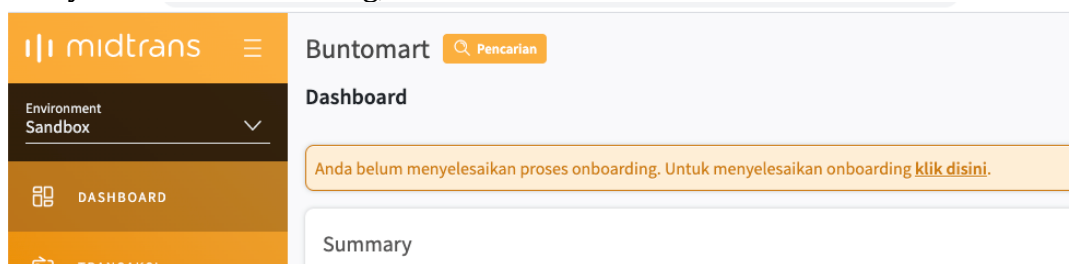 midtrans
Buntomart
Pencarian
Environment
Sandbox
Dashboard
Anda belum menyelesaikan proses onboarding. Untuk menyelesaikan onboarding klik disini.
DASHBOARD
Summary